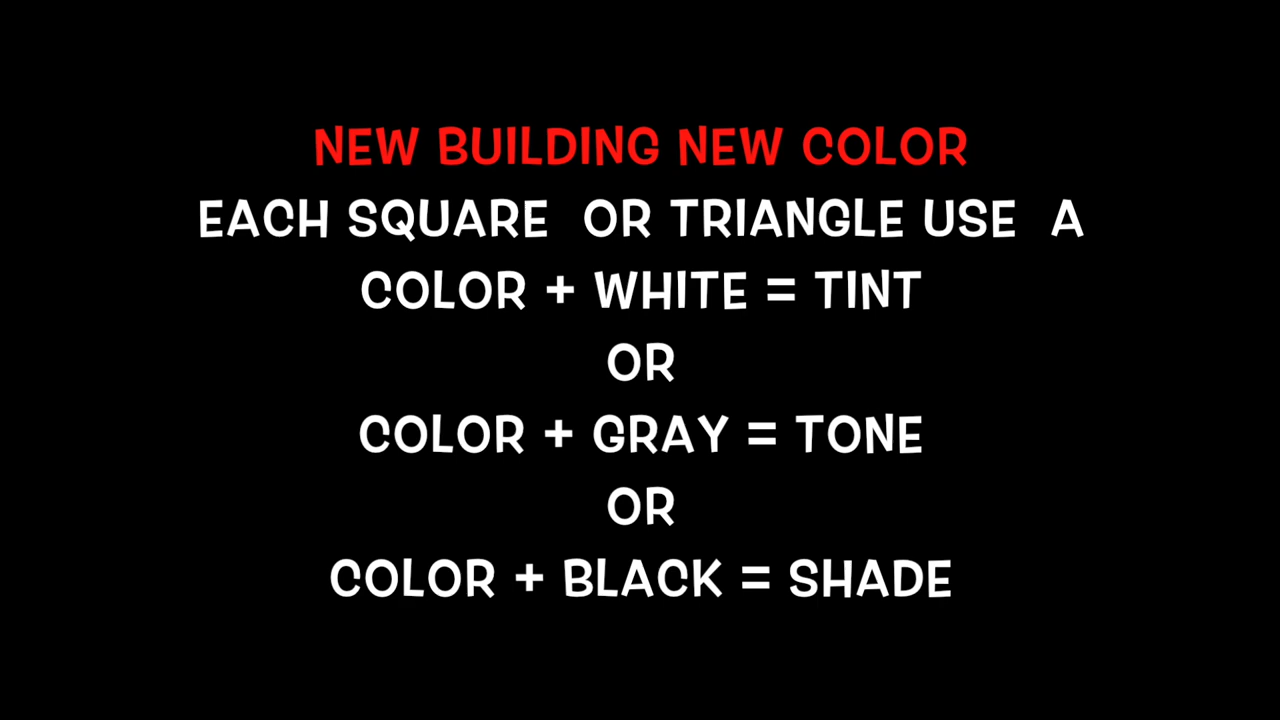 NEW BUILDING NEW COLOR
EACH SQUARE OR TRIANGLE USE A
COLOR + WHITE = TINT
OR
COLOR + GRAY = TONE
OR
COLOR + BLACK = SHADE